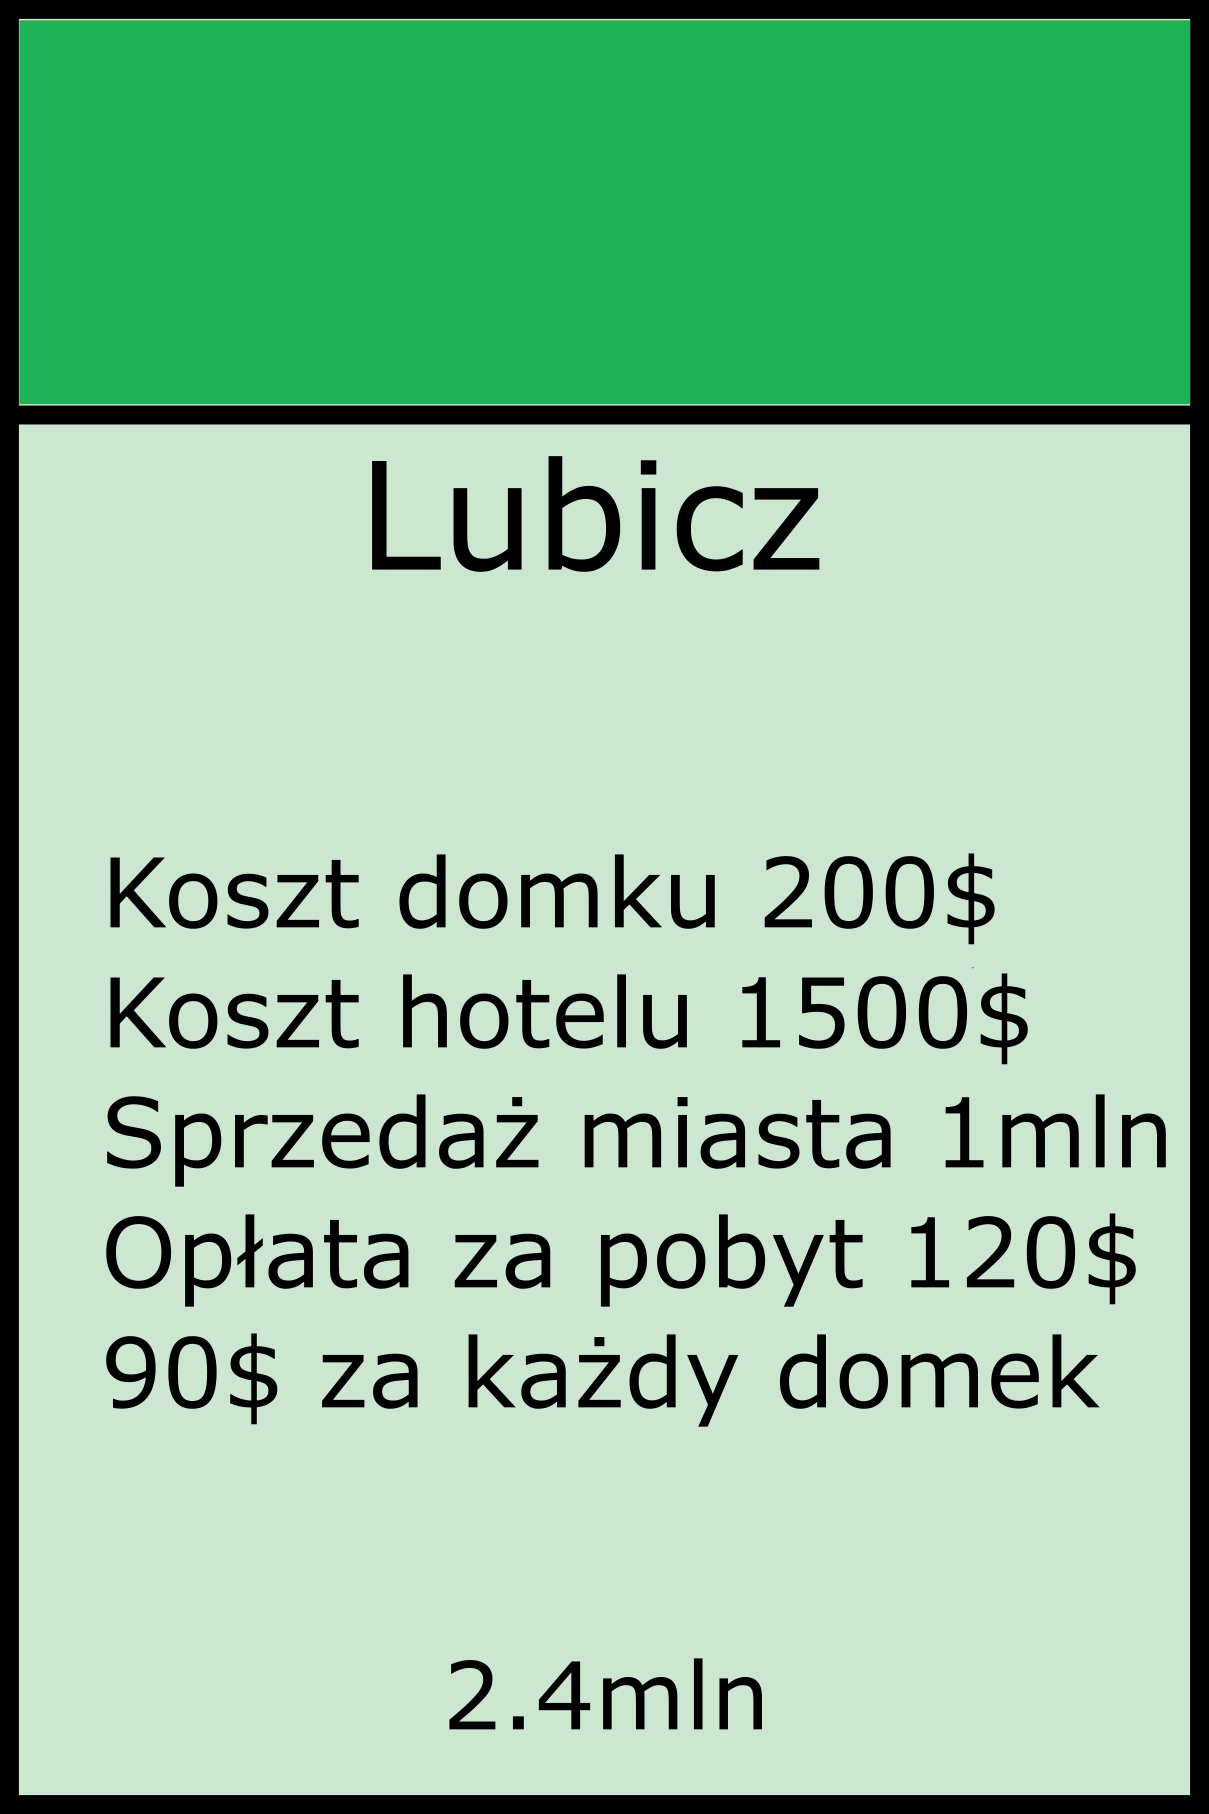 Lubicz
Koszt domku 200$
Koszt hotelu 1500$
Sprzedaż miasta 1mln
Opłata za pobyt 120$
90$ za każdy domek
2.4mln